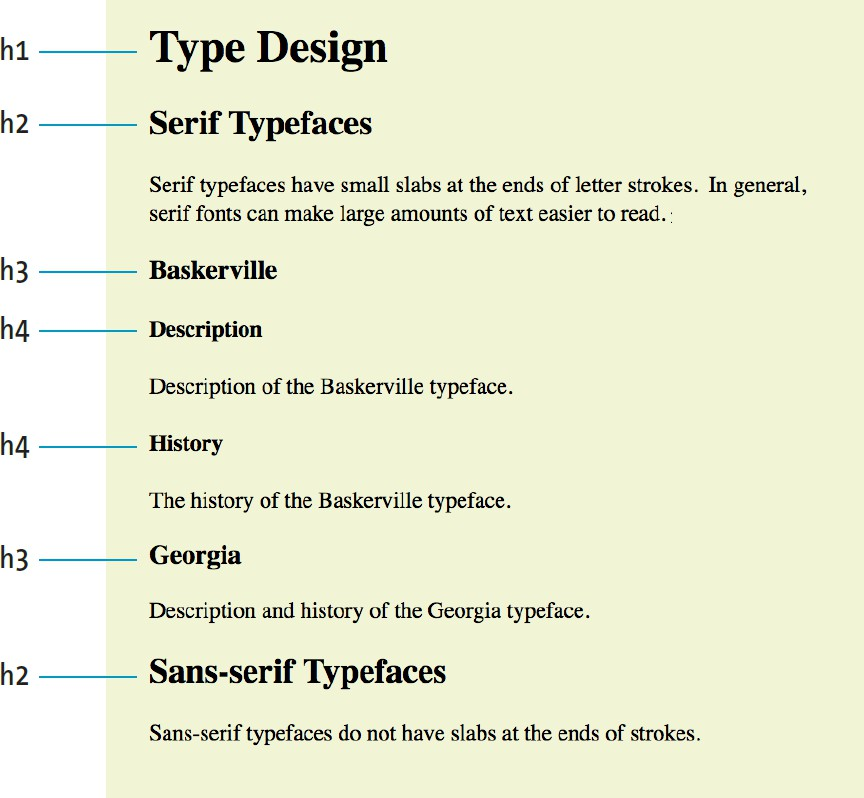 h1 Type Design
h2 Serif Typefaces
Serif typefaces have small slabs at the ends of letter strokes. In general,
serif fonts can make large amounts of text easier to read.
h3 Baskerville
h4 Description
Description of the Baskerville typeface.
h4 History
The history of the Baskerville typeface.
h3 Georgia
Description and history of the Georgia typeface.
h2 Sans-serif Typefaces
Sans-serif typefaces do not have slabs at the ends of strokes.